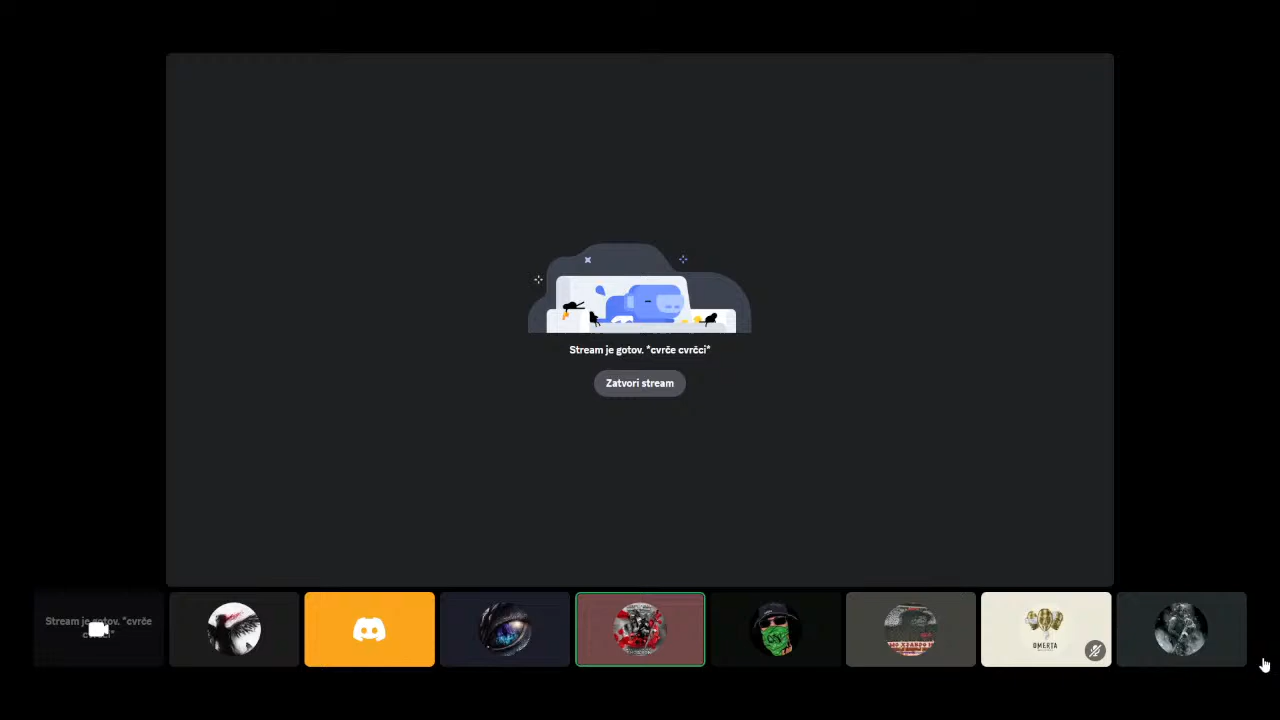 Stream je gotov. *cvrče cvrčci*
Zatvori stream
Stream je gotov. *cvrče
OMERTA